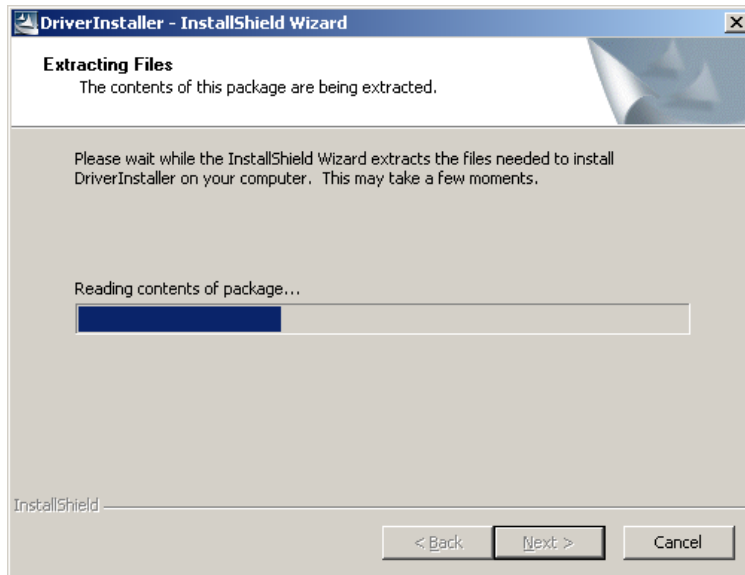 DriverInstaller - InstallShield Wizard
Extracting Files
The contents of this package are being extracted.
Please wait while the InstallShield Wizard extracts the files needed to install
DriverInstaller on your computer.  This may take a few moments.
Reading contents of package...
InstallShield
< Back
Next >
Cancel